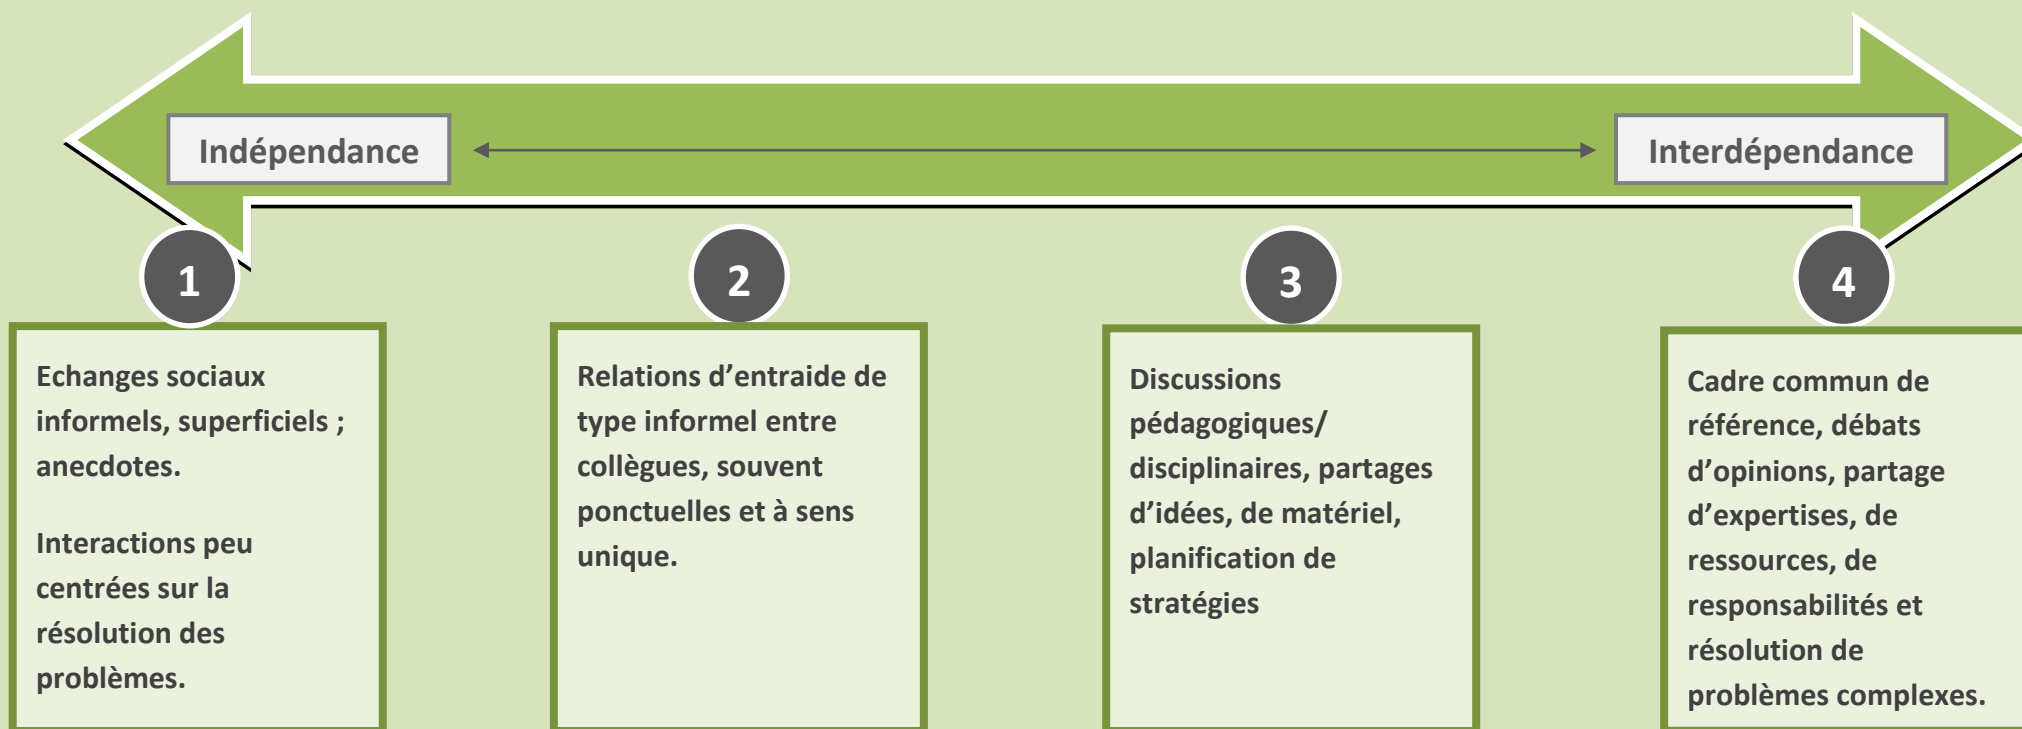 Indépendance
Interdépendance
1
Echanges sociaux
informels, superficiels ;
anecdotes.
Interactions peu
centrées sur la
résolution des
problèmes.
2
Relations d’entraide de
type informel entre
collègues, souvent
ponctuelles et à sens
unique.
3
Discussions
pédagogiques/
disciplinaires, partages
d’idées, de matériel,
planification de
stratégies
4
Cadre commun de
référence, débats
d’opinions, partage
d’expertises, de
ressources, de
responsabilités et
résolution de
problèmes complexes.